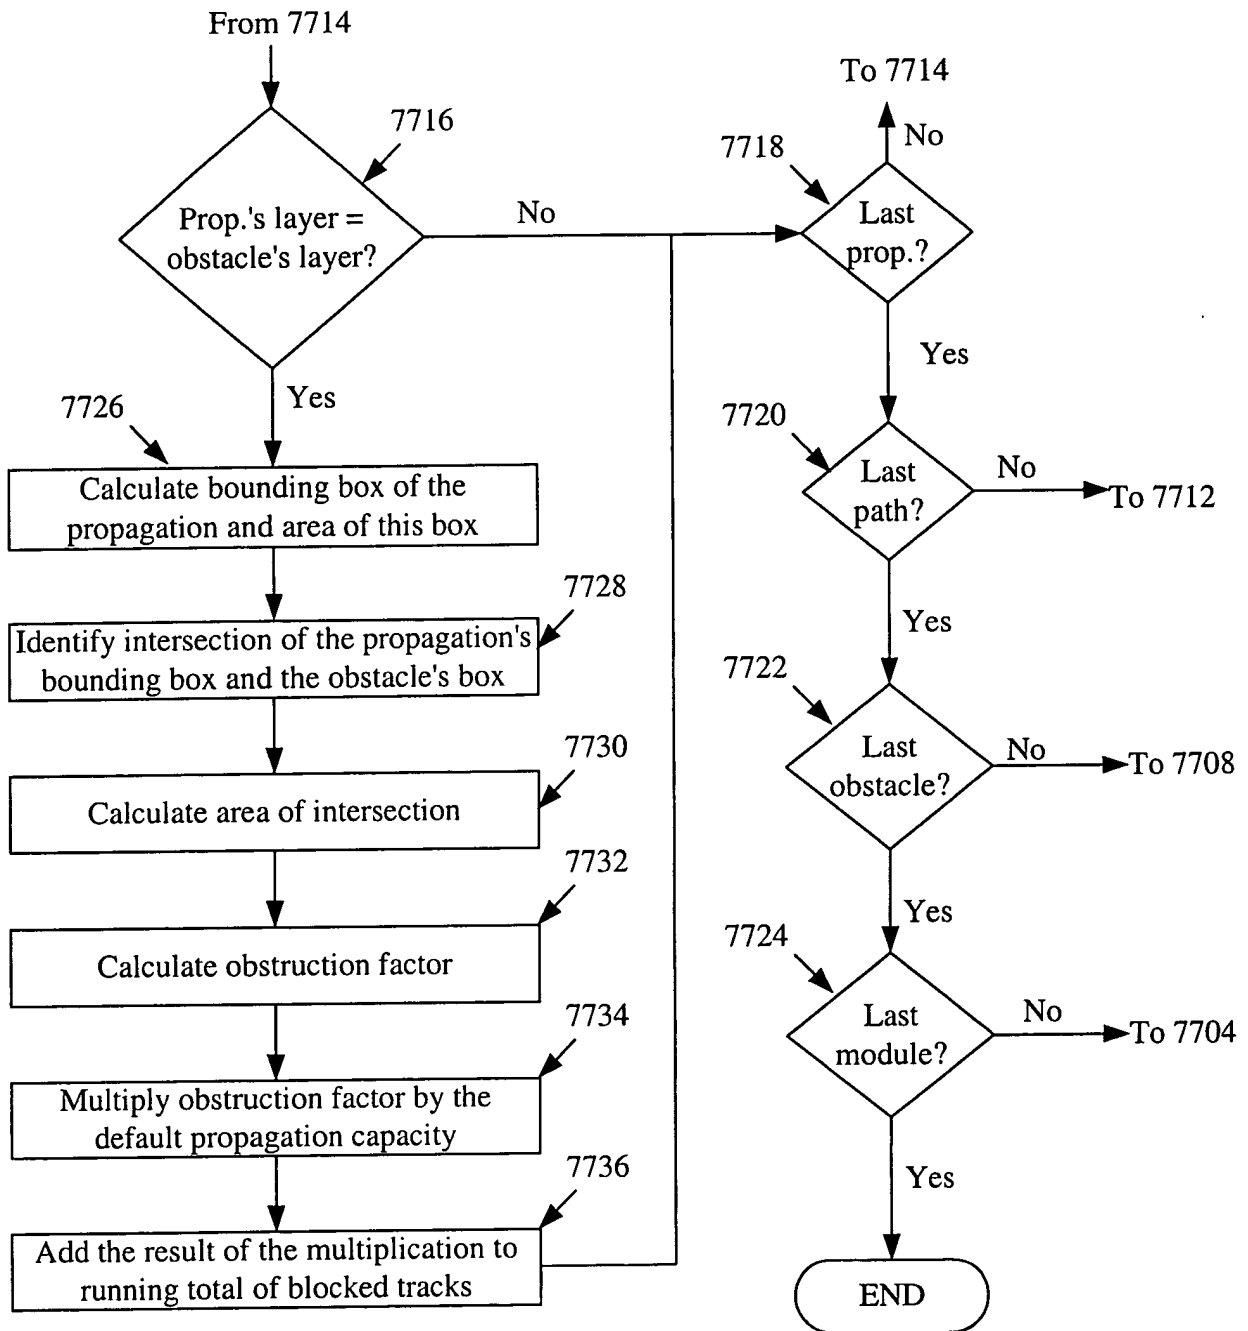 From 7714
7716
Prop.'s layer =
obstacle's layer?
No
Yes
7726
Calculate bounding box of the
propagation and area of this box
7728
Identify intersection of the propagation's
bounding box and the obstacle's box
7730
Calculate area of intersection
7732
Calculate obstruction factor
7734
Multiply obstruction factor by the
default propagation capacity
7736
Add the result of the multiplication to
running total of blocked tracks
To 7714
No
7718
Last
prop.?
Yes
7720
Last
path?
No
To 7712
Yes
7722
Last
obstacle?
No
To 7708
Yes
7724
Last
module?
No
To 7704
Yes
END